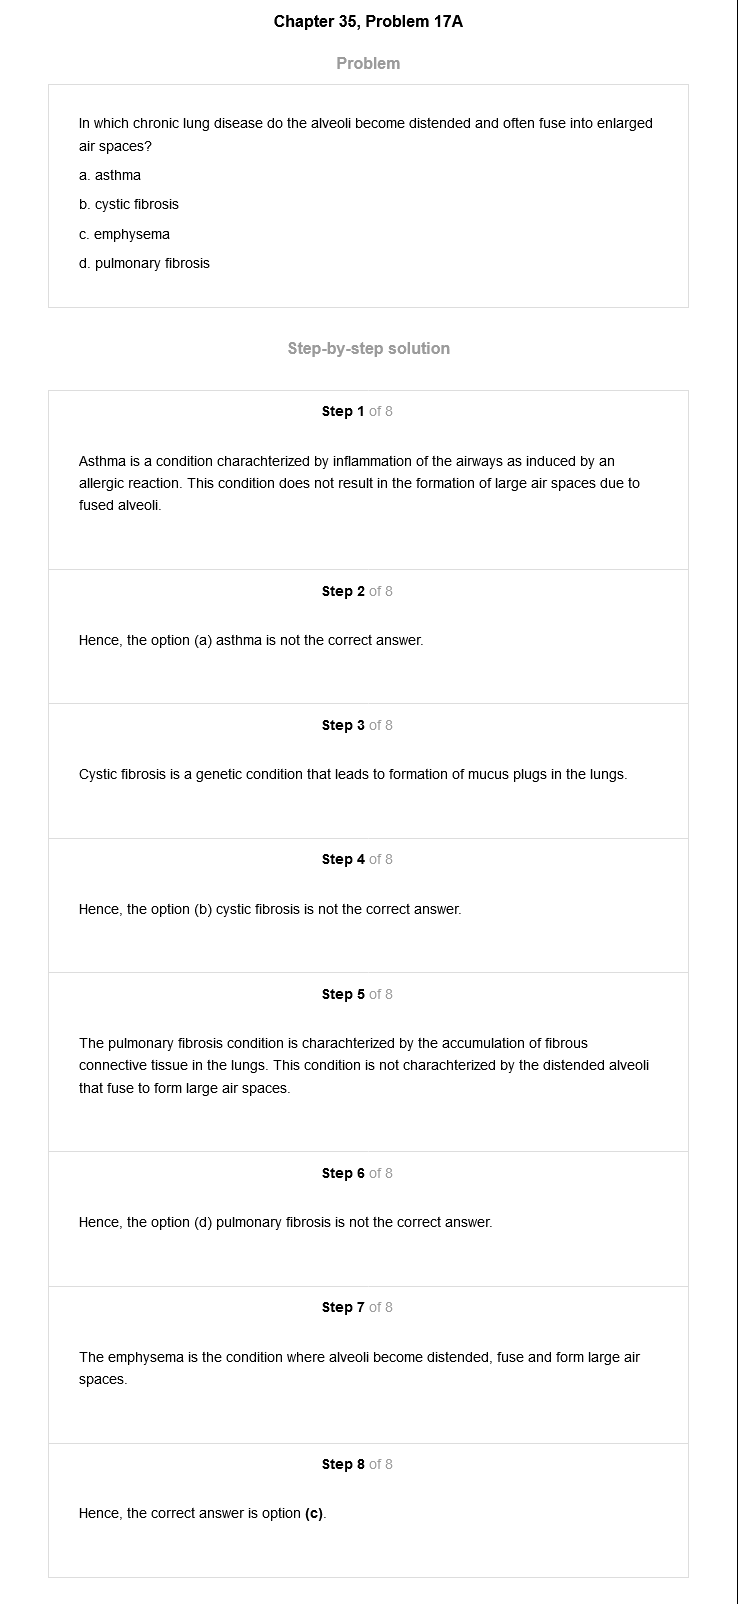 Chapter 35, Problem 17A
Problem
In which chronic lung disease do the alveoli become distended and often fuse into enlarged
air spaces?
a. asthma
b. cystic fibrosis
c. emphysema
d. pulmonary fibrosis
Step-by-step solution
Step 1 of 8
Asthma is a condition charachterized by inflammation of the airways as induced by an
allergic reaction. This condition does not result in the formation of large air spaces due to
fused alveoli.
Step 2 of 8
Hence, the option (a) asthma is not the correct answer.
Step 3 of 8
Cystic fibrosis is a genetic condition that leads to formation of mucus plugs in the lungs.
Step 4 of 8
Hence, the option (b) cystic fibrosis is not the correct answer.
Step 5 of 8
The pulmonary fibrosis condition is charachterized by the accumulation of fibrous
connective tissue in the lungs. This condition is not charachterized by the distended alveoli
that fuse to form large air spaces.
Step 6 of 8
Hence, the option (d) pulmonary fibrosis is not the correct answer.
Step 7 of 8
The emphysema is the condition where alveoli become distended, fuse and form large air
spaces.
Step 8 of 8
Hence, the correct answer is option (c).